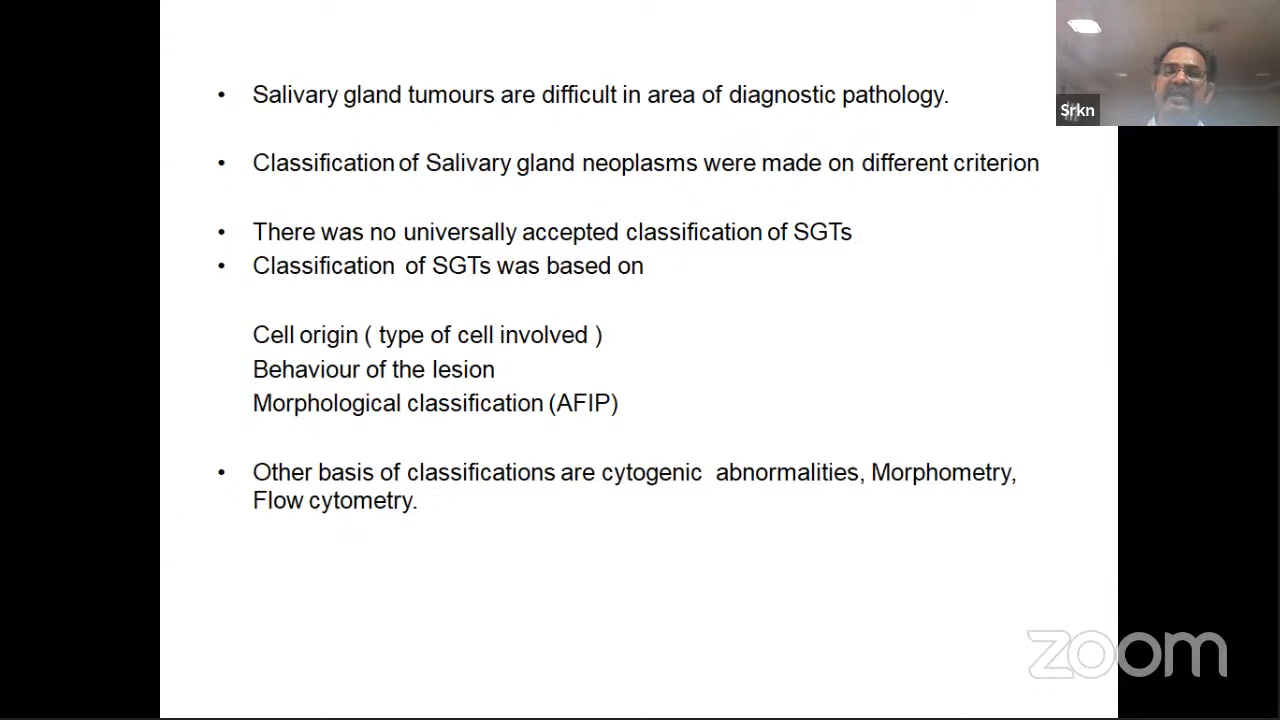 • Salivary gland tumours are difficult in area of diagnostic pathology.
• Classification of Salivary gland neoplasms were made on different criterion
• There was no universally accepted classification of SGTs
• Classification of SGTs was based on
Cell origin ( type of cell involved )
Behaviour of the lesion
Morphological classification (AFIP)
• Other basis of classifications are cytogenic abnormalities, Morphometry,
Flow cytometry.
Srkn
zoom